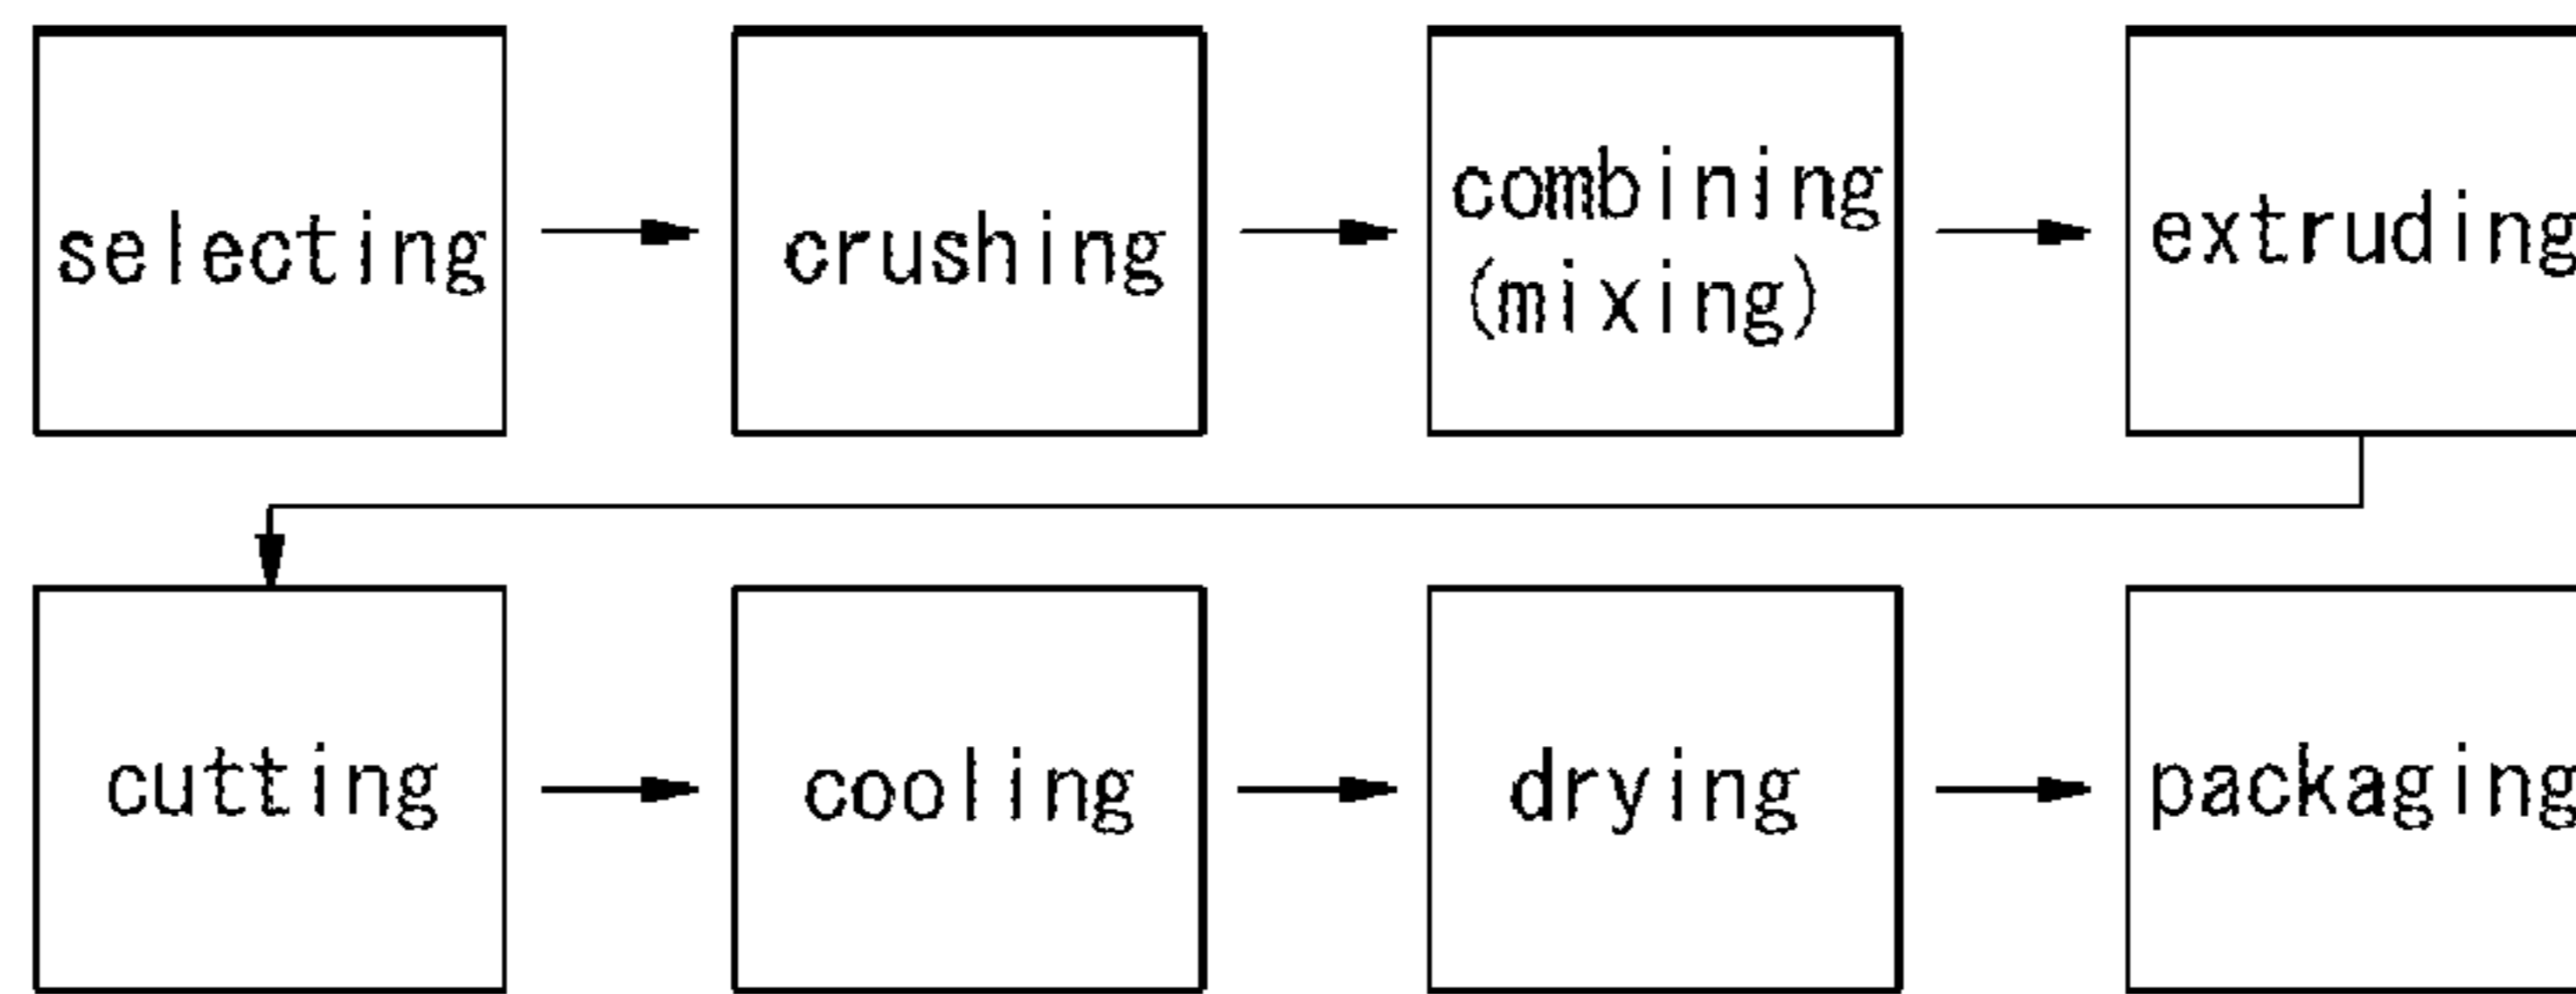 selecting
crushing
combining
(mixing)
extruding
cutting
cooling
drying
packaging